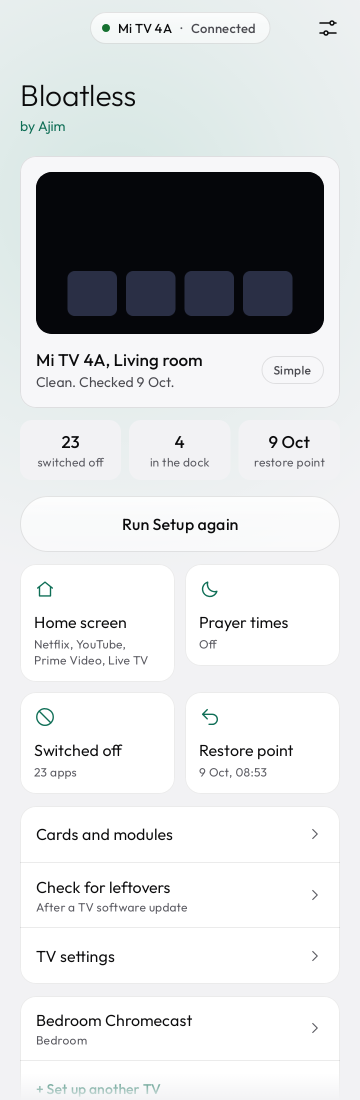 Mi TV 4A · Connected
Bloatless
by Ajim
Mi TV 4A, Living room
Clean. Checked 9 Oct.
Simple
23
switched off
4
in the dock
9 Oct
restore point
Run Setup again
Home screen
Netflix, YouTube,
Prime Video, Live TV
Prayer times
Off
Switched off
23 apps
Restore point
9 Oct, 08:53
Cards and modules
Check for leftovers
After a TV software update
TV settings
Bedroom Chromecast
Bedroom
+ Set up another TV